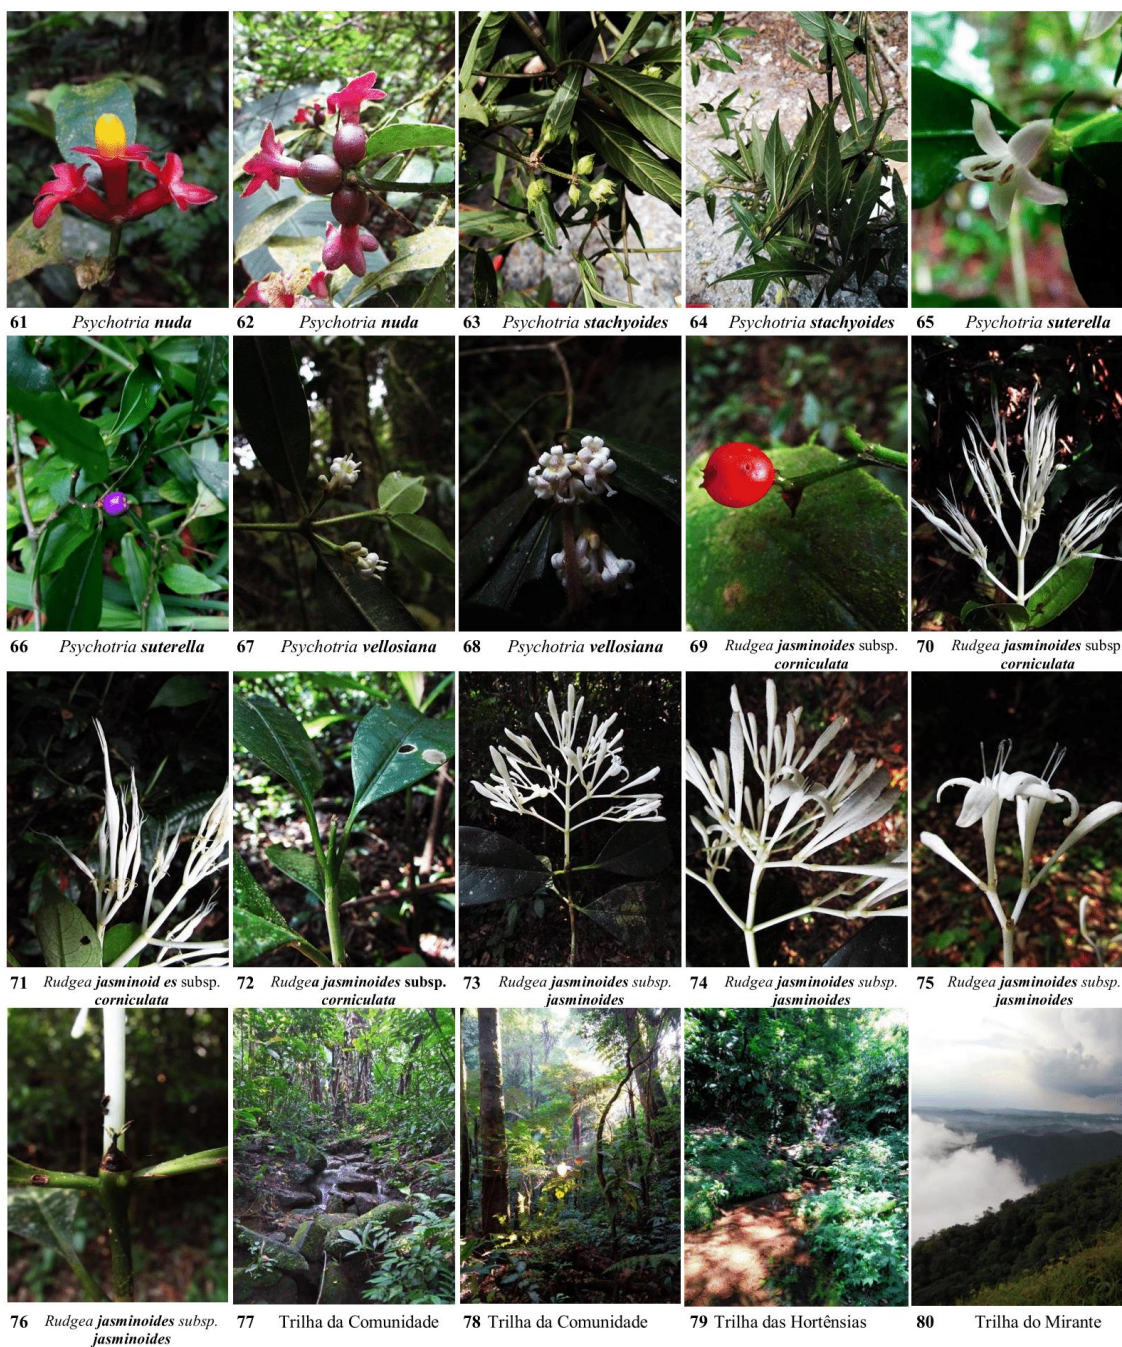 61 Psychotria nuda
62 Psychotria nuda
63 Psychotria stachyoides
64 Psychotria stachyoides
65 Psychotria suterella
66 Psychotria suterella
67 Psychotria vellosiana
68 Psychotria vellosiana
69 Rudgea jasminoides subsp.
corniculata
70 Rudgea jasminoides subsp
corniculata
71 Rudgea jasminoid es subsp.
corniculata
72 Rudgea jasminoides subsp.
corniculata
73 Rudgea jasminoides subsp.
jasminoides
74 Rudgea jasminoides subsp.
jasminoides
75 Rudgea jasminoides subsp.
jasminoides
76 Rudgea jasminoides subsp.
jasminoides
77 Trilha da Comunidade
78 Trilha da Comunidade
79 Trilha das Hortênsias
80 Trilha do Mirante